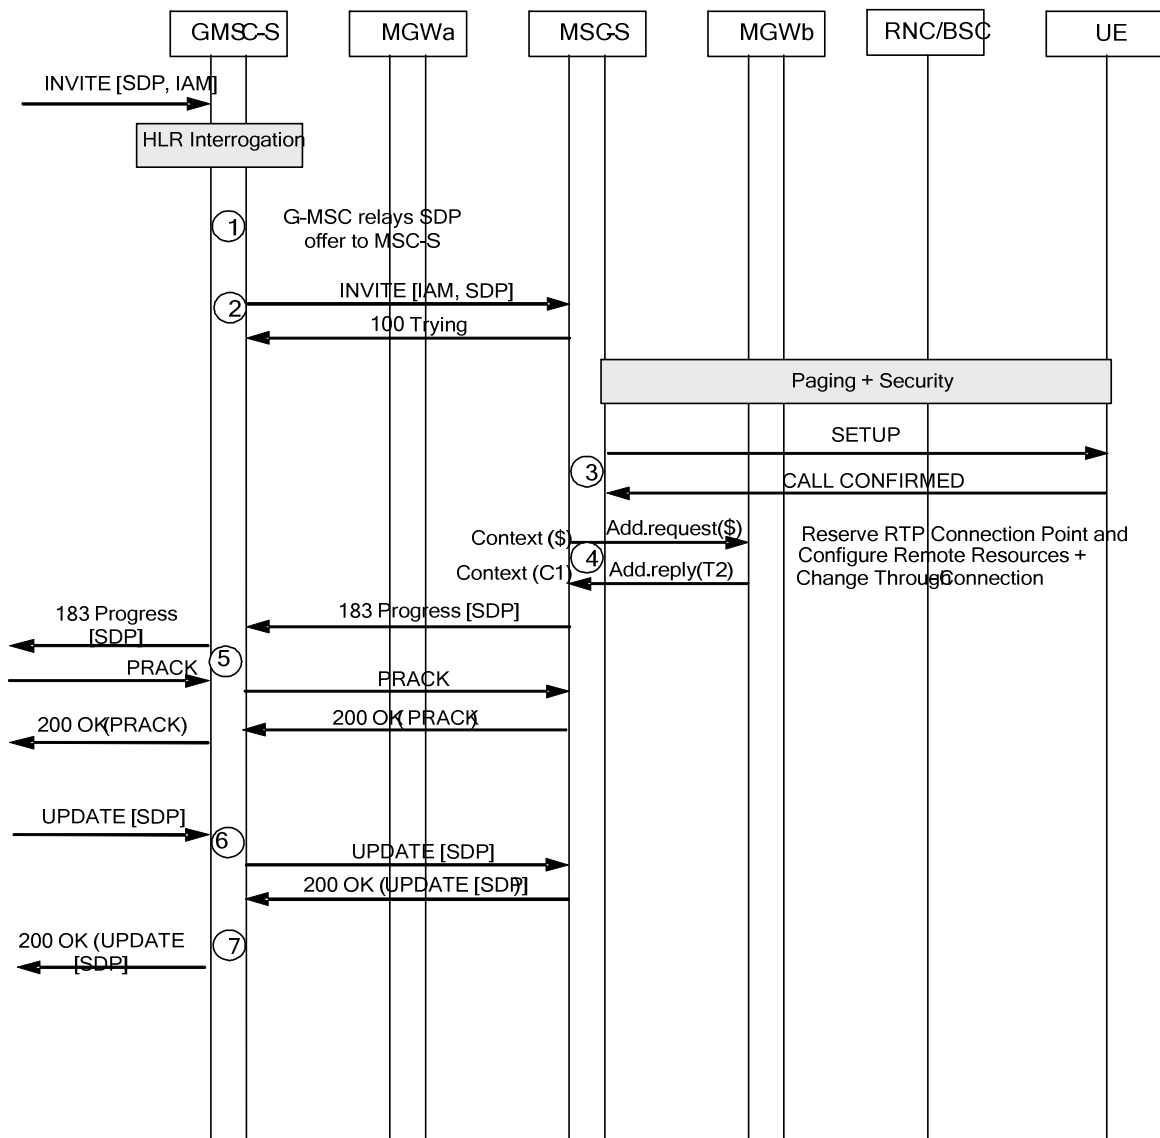 GMSC-S
MGWa
MSC-S
MGWb
RNC/BSC
UE
INVITE [SDP, IAM]
HLR Interrogation
1
G-MSC relays SDP
offer to MSC-S
2
INVITE [IAM, SDP]
100 Trying
Paging + Security
SETUP
3
CALL CONFIRMED
Context ($)
Add.request($)
4
Context (C1)
Add.reply(T2)
Reserve RTP Connection Point and
Configure Remote Resources +
Change Through-Connection
183 Progress [SDP]
183 Progress
[SDP]
5
PRACK
PRACK
200 OK (PRACK)
200 OK (PRACK)
UPDATE [SDP]
6
UPDATE [SDP]
200 OK (UPDATE [SDP])
7
200 OK (UPDATE
[SDP]